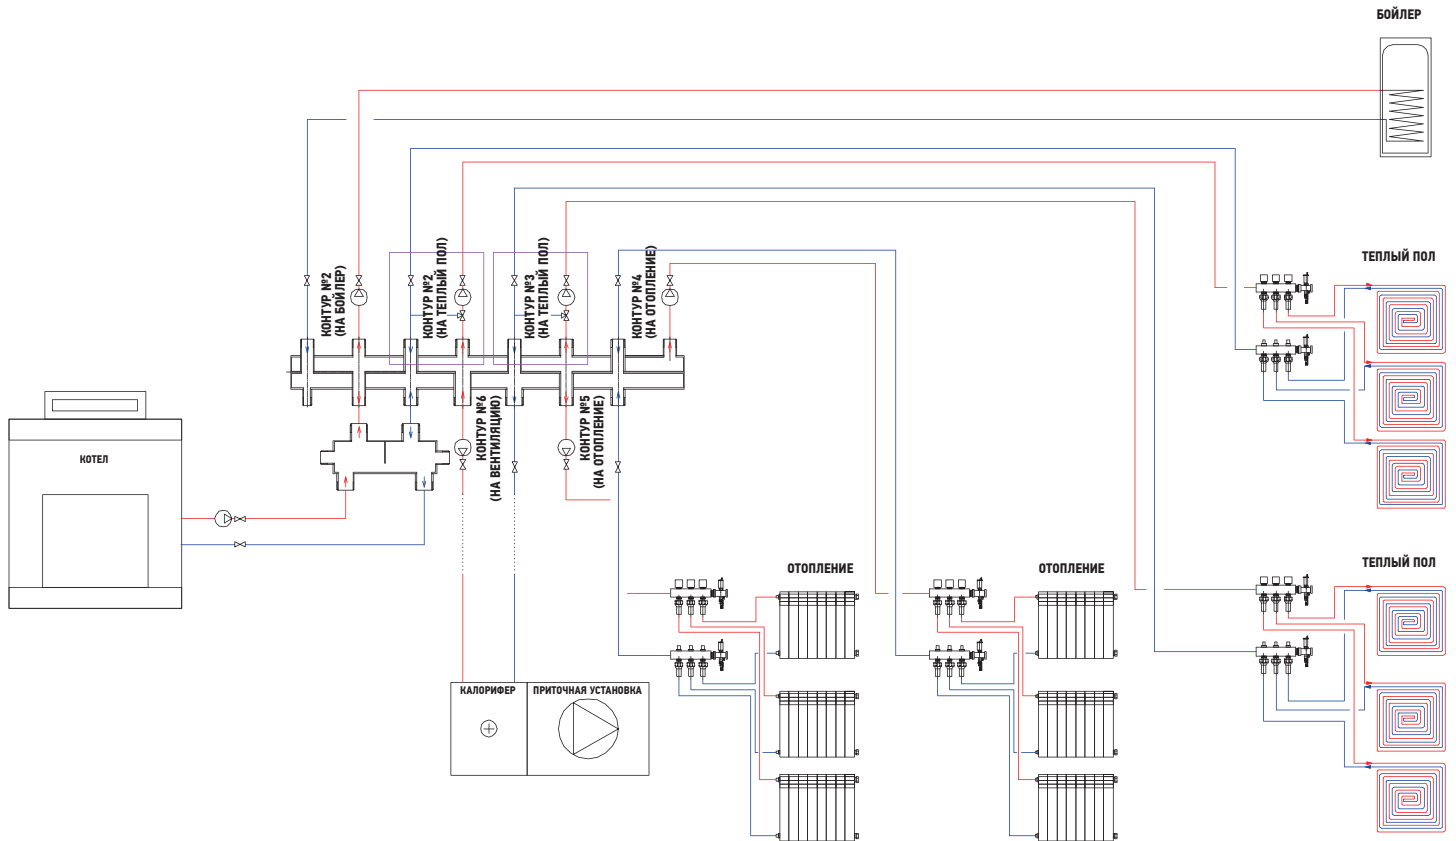 БОЙЛЕР
КОНТУР №2
(НА БОЙЛЕР)
КОНТУР №2
(НА ТЕПЛЫЙ ПОЛ)
КОНТУР №3
(НА ТЕПЛЫЙ ПОЛ)
КОНТУР №4
(НА ОТОПЛЕНИЕ)
ТЕПЛЫЙ ПОЛ
КОТЕЛ
КОНТУР №6
(НА ВЕНТИЛЯЦИЮ)
КОНТУР №5
(НА ОТОПЛЕНИЕ)
ОТОПЛЕНИЕ
ОТОПЛЕНИЕ
ТЕПЛЫЙ ПОЛ
КАЛОРИФЕР
ПРИТОЧНАЯ УСТАНОВКА